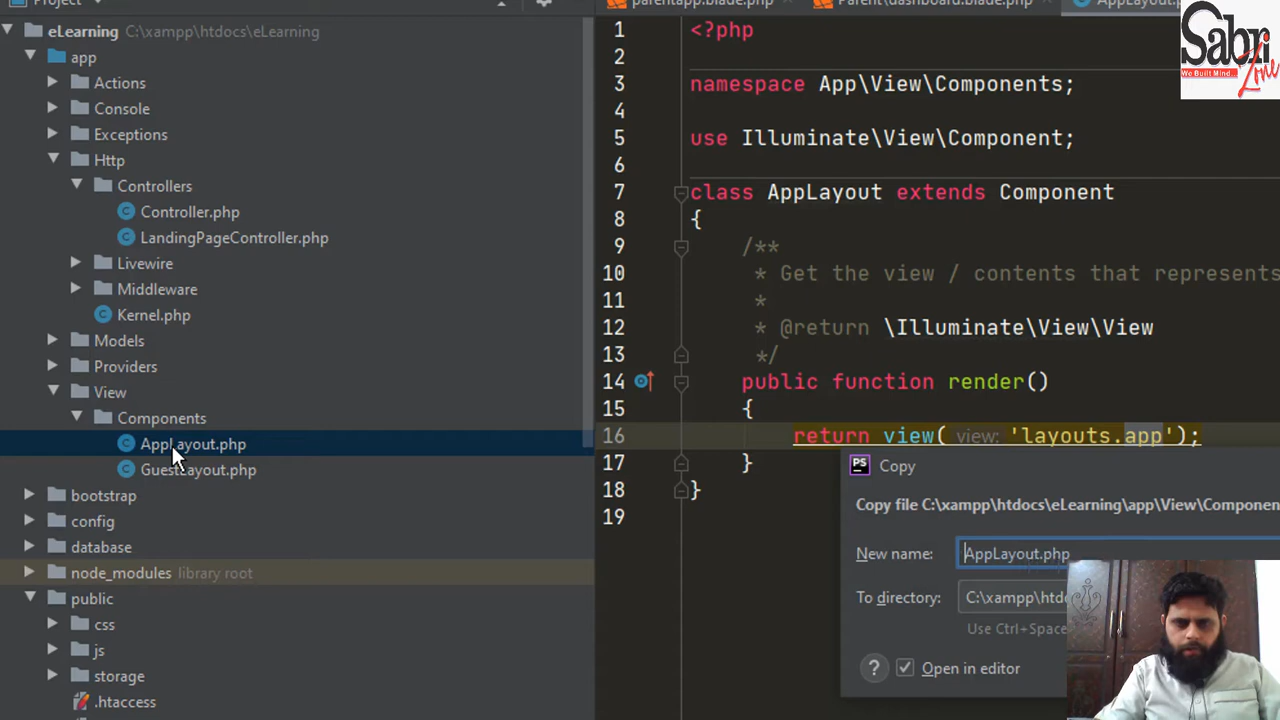 Project
parentapp.blade.php
Parent\dashboard.blade.php
AppLayout.p
Sabri
Zone
We Built Mind...
eLearning C:\xampp\htdocs\eLearning
app
Actions
Console
Exceptions
Http
Controllers
Controller.php
LandingPageController.php
Livewire
Middleware
Kernel.php
Models
Providers
View
Components
AppLayout.php
GuestLayout.php
bootstrap
config
database
node_modules library root
public
css
js
storage
.htaccess
1 <?php
2
3 namespace App\View\Components;
4
5 use Illuminate\View\Component;
6
7 class AppLayout extends Component
8 {
9 /**
10 * Get the view / contents that represents
11 *
12 * @return \Illuminate\View\View
13 */
14 public function render()
15 {
16 return view( view: 'layouts.app');
17 }
18 }
19
PS Copy
Copy file C:\xampp\htdocs\eLearning\app\View\Componen
New name: AppLayout.php
To directory: C:\xampp\htdo
Use Ctrl+Space
? Open in editor